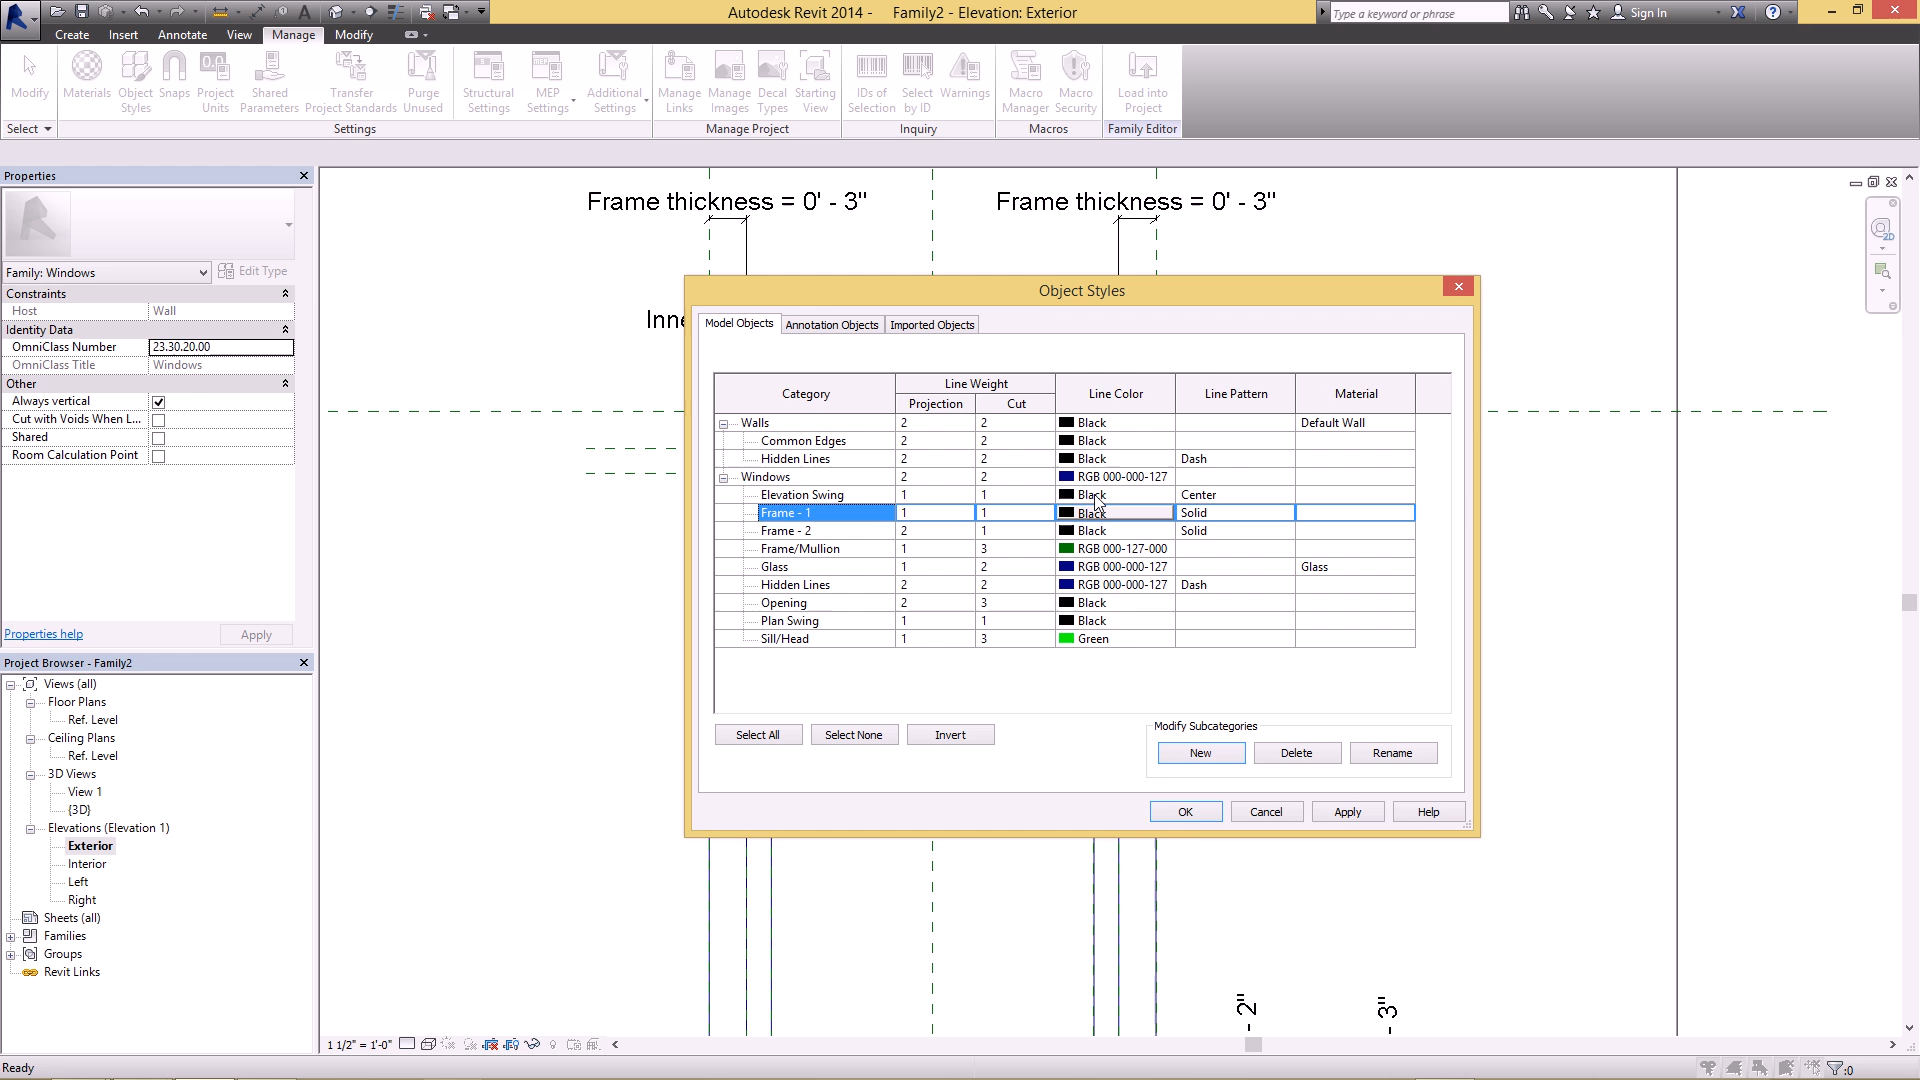 Autodesk Revit 2014 - Family2 - Elevation: Exterior
Type a keyword or phrase
Sign In
Create Insert Annotate View Manage Modify
Modify
Materials
Object Styles
Snaps
Project Units
Shared Parameters
Transfer Project Standards
Purge Unused
Structural Settings
MEP Settings
Additional Settings
Manage Links
Manage Images
Decal Types
Starting View
IDs of Selection
Select by ID
Warnings
Macro Manager
Macro Security
Load into Project
Select
Settings
Manage Project
Inquiry
Macros
Family Editor
Properties
Family: Windows
Edit Type
Constraints
Host Wall
Identity Data
OmniClass Number 23.30.20.00
OmniClass Title Windows
Other
Always vertical
Cut with Voids When L...
Shared
Room Calculation Point
Properties help
Apply
Project Browser - Family2
Views (all)
Floor Plans
Ref. Level
Ceiling Plans
Ref. Level
3D Views
View 1
{3D}
Elevations (Elevation 1)
Exterior
Interior
Left
Right
Sheets (all)
Families
Groups
Revit Links
Frame thickness = 0' - 3"
Frame thickness = 0' - 3"
2D
Inne
Object Styles
Model Objects Annotation Objects Imported Objects
Category Line Weight Line Color Line Pattern Material
Projection Cut
Walls 2 2 Black Default Wall
Common Edges 2 2 Black
Hidden Lines 2 2 Black Dash
Windows 2 2 RGB 000-000-127
Elevation Swing 1 1 Black Center
Frame - 1 1 1 Black Solid
Frame - 2 2 1 Black Solid
Frame/Mullion 1 3 RGB 000-127-000
Glass 1 2 RGB 000-000-127 Glass
Hidden Lines 2 2 RGB 000-000-127 Dash
Opening 2 3 Black
Plan Swing 1 1 Black
Sill/Head 1 3 Green
Select All Select None Invert
Modify Subcategories
New Delete Rename
OK Cancel Apply Help
- 2"
- 3"
1 1/2" = 1'-0"
Ready
:0